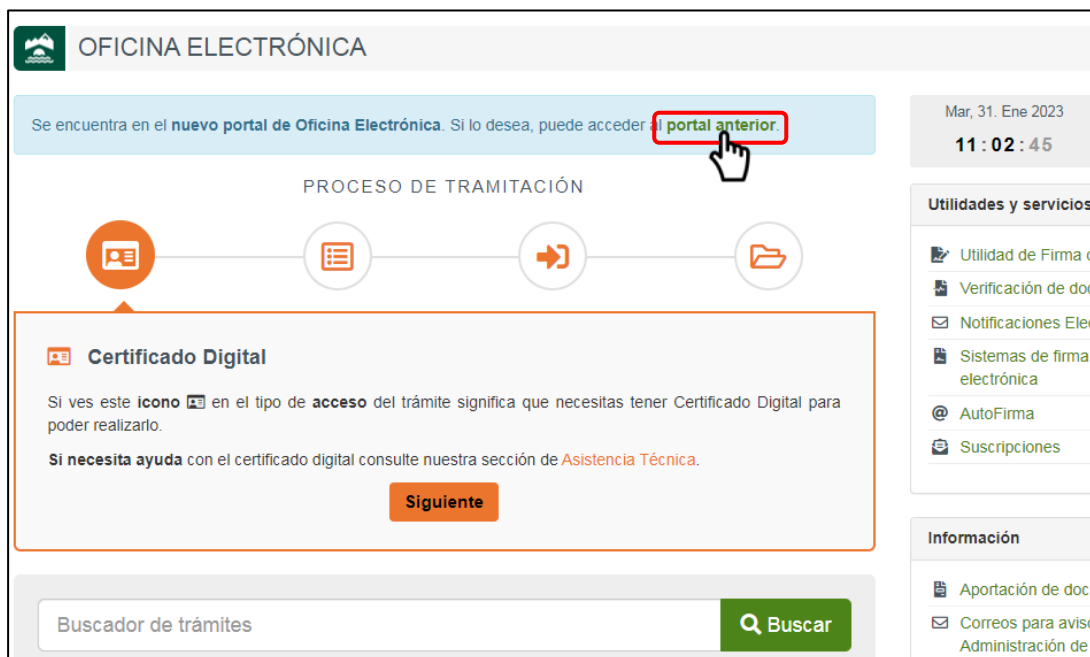 OFICINA ELECTRÓNICA
Se encuentra en el nuevo portal de Oficina Electrónica. Si lo desea, puede acceder al portal anterior.
PROCESO DE TRAMITACIÓN
Certificado Digital
Si ves este icono en el tipo de acceso del trámite significa que necesitas tener Certificado Digital para
poder realizarlo.
Si necesita ayuda con el certificado digital consulte nuestra sección de Asistencia Técnica.
Siguiente
Buscador de trámites
Buscar
Mar, 31. Ene 2023
11 : 02 : 45
Utilidades y servicios
Utilidad de Firma
Verificación de
Notificaciones
Sistemas de firma
electrónica
@ AutoFirma
Suscripciones
Información
Aportación de
Correos para
Administración de